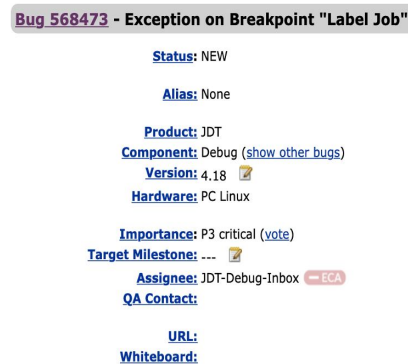 Bug 568473 - Exception on Breakpoint "Label Job"
Status: NEW
Alias: None
Product: JDT
Component: Debug (show other bugs)
Version: 4.18
Hardware: PC Linux
Importance: P3 critical (vote)
Target Milestone: ---
Assignee: JDT-Debug-Inbox ECA
QA Contact:
URL:
Whiteboard: